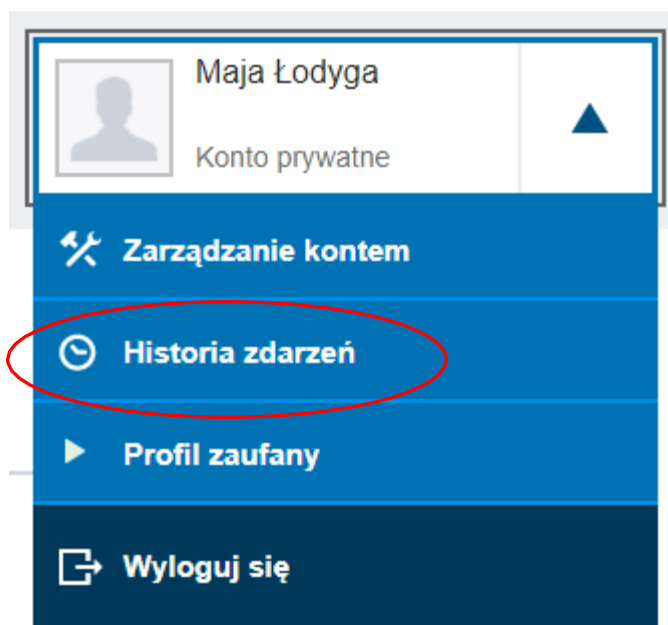 Maja Łodyga
Konto prywatne
Zarządzanie kontem
Historia zdarzeń
Profil zaufany
Wyloguj się